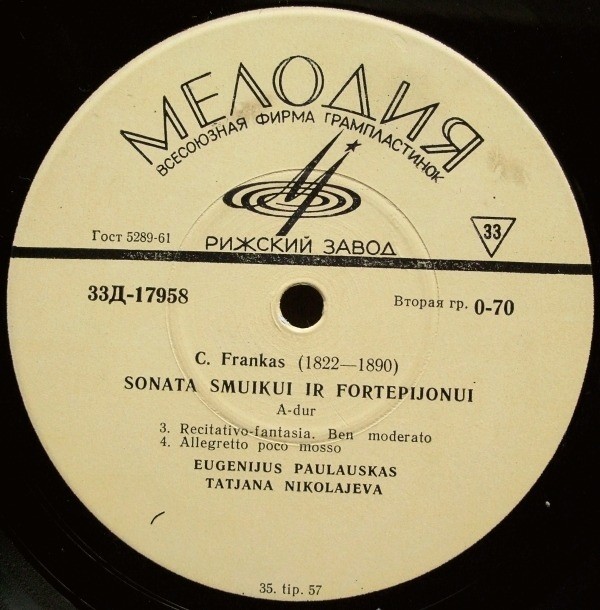 МЕЛОДИЯ
ВСЕСОЮЗНАЯ ФИРМА ГРАМПЛАСТИНОК
Гост 5289-61
РИЖСКИЙ ЗАВОД
33
33Д-17958
Вторая гр. 0-70
C. Frankas (1822—1890)
SONATA SMUIKUI IR FORTEPIJONUI
A-dur
3. Recitativo-fantasia. Ben moderato
4. Allegretto poco mosso
EUGENIJUS PAULAUSKAS
TATJANA NIKOLAJEVA
35. tip. 57